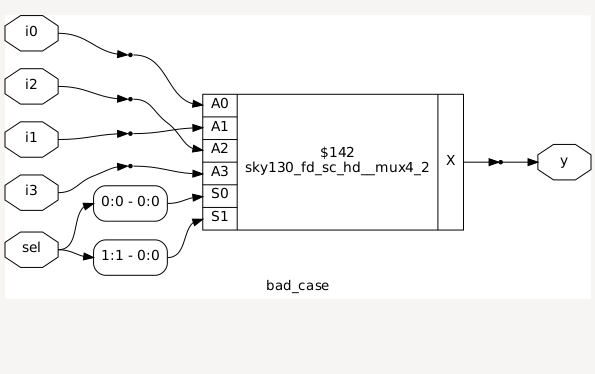 i0
i2
i1
i3
sel
0:0 - 0:0
1:1 - 0:0
A0
A1
A2
A3
S0
S1
$142
sky130_fd_sc_hd__mux4_2
X
y
bad_case